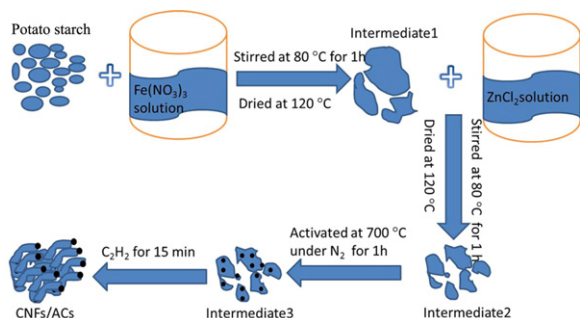 Potato starch
Fe(NO3)3
solution
Stirred at 80 °C for 1h
Dried at 120 °C
Intermediate1
ZnCl2solution
Stirred at 80 °C for 1 h
Dried at 120 °C
Intermediate2
Activated at 700 °C
under N2 for 1h
Intermediate3
C2H2 for 15 min
CNFs/ACs